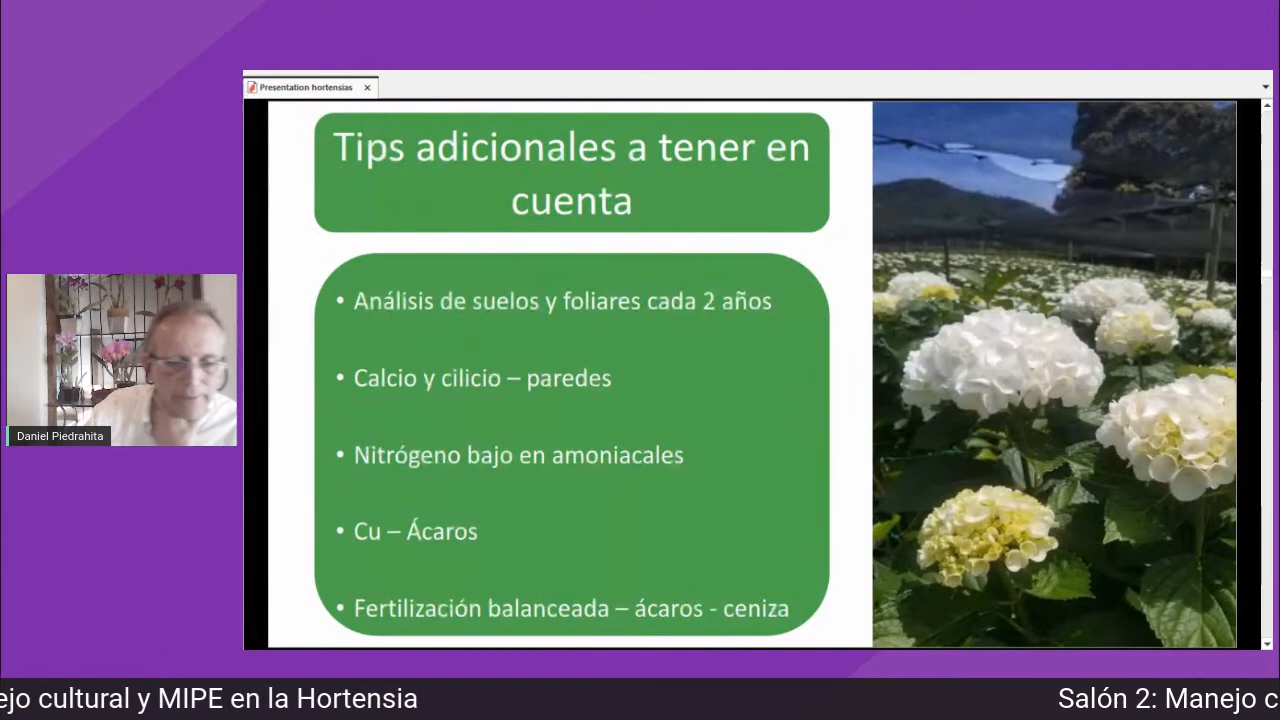 Presentation hortensias
Tips adicionales a tener en
cuenta
• Análisis de suelos y foliares cada 2 años
• Calcio y cilicio – paredes
• Nitrógeno bajo en amoniacales
• Cu – Ácaros
• Fertilización balanceada – ácaros - ceniza
Daniel Piedrahita
ejo cultural y MIPE en la Hortensia
Salón 2: Manejo c